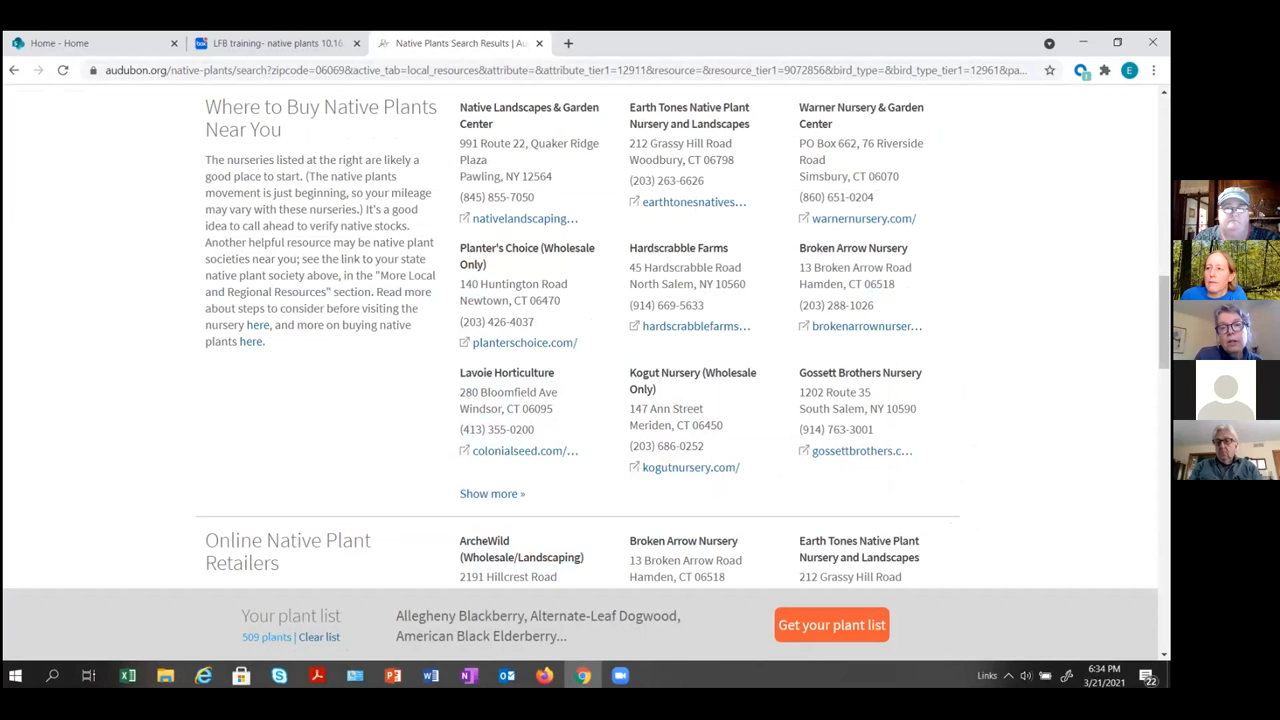 Home - Home
LFB training- native plants 10.16
Native Plants Search Results | Au
audubon.org/native-plants/search?zipcode=06069&active_tab=local_resources&attribute=&attribute_tier1=12911&resource=&resource_tier1=9072856&bird_type=&bird_type_tier1=12961&pa...
E
Where to Buy Native Plants
Near You
The nurseries listed at the right are likely a
good place to start. (The native plants
movement is just beginning, so your mileage
may vary with these nurseries.) It's a good
idea to call ahead to verify native stocks.
Another helpful resource may be native plant
societies near you; see the link to your state
native plant society above, in the "More Local
and Regional Resources" section. Read more
about steps to consider before visiting the
nursery here, and more on buying native
plants here.
Native Landscapes & Garden
Center
991 Route 22, Quaker Ridge
Plaza
Pawling, NY 12564
(845) 855-7050
nativelandscaping...
Earth Tones Native Plant
Nursery and Landscapes
212 Grassy Hill Road
Woodbury, CT 06798
(203) 263-6626
earthtonesnatives...
Warner Nursery & Garden
Center
PO Box 662, 76 Riverside
Road
Simsbury, CT 06070
(860) 651-0204
warnernursery.com/
Planter's Choice (Wholesale
Only)
140 Huntington Road
Newtown, CT 06470
(203) 426-4037
planterschoice.com/
Hardscrabble Farms
45 Hardscrabble Road
North Salem, NY 10560
(914) 669-5633
hardscrabblefarms...
Broken Arrow Nursery
13 Broken Arrow Road
Hamden, CT 06518
(203) 288-1026
brokenarrownurser...
Lavoie Horticulture
280 Bloomfield Ave
Windsor, CT 06095
(413) 355-0200
colonialseed.com/...
Kogut Nursery (Wholesale
Only)
147 Ann Street
Meriden, CT 06450
(203) 686-0252
kogutnursery.com/
Gossett Brothers Nursery
1202 Route 35
South Salem, NY 10590
(914) 763-3001
gossettbrothers.c...
Show more »
Online Native Plant
Retailers
ArcheWild
(Wholesale/Landscaping)
2191 Hillcrest Road
Broken Arrow Nursery
13 Broken Arrow Road
Hamden, CT 06518
Earth Tones Native Plant
Nursery and Landscapes
212 Grassy Hill Road
Your plant list
509 plants | Clear list
Allegheny Blackberry, Alternate-Leaf Dogwood,
American Black Elderberry...
Get your plant list
Links
6:34 PM
3/21/2021
22